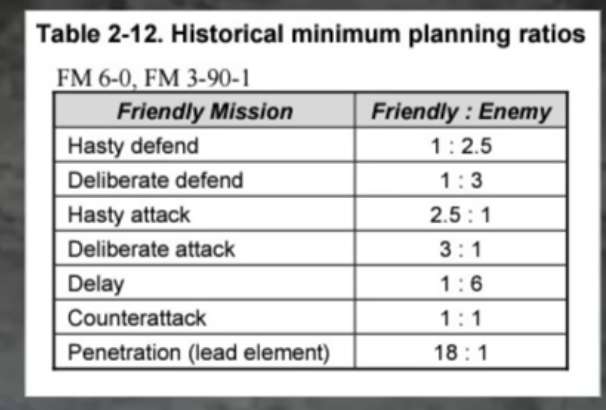 Table 2-12. Historical minimum planning ratios
FM 6-0, FM 3-90-1
Friendly Mission Friendly : Enemy
Hasty defend 1 : 2.5
Deliberate defend 1 : 3
Hasty attack 2.5 : 1
Deliberate attack 3 : 1
Delay 1 : 6
Counterattack 1 : 1
Penetration (lead element) 18 : 1